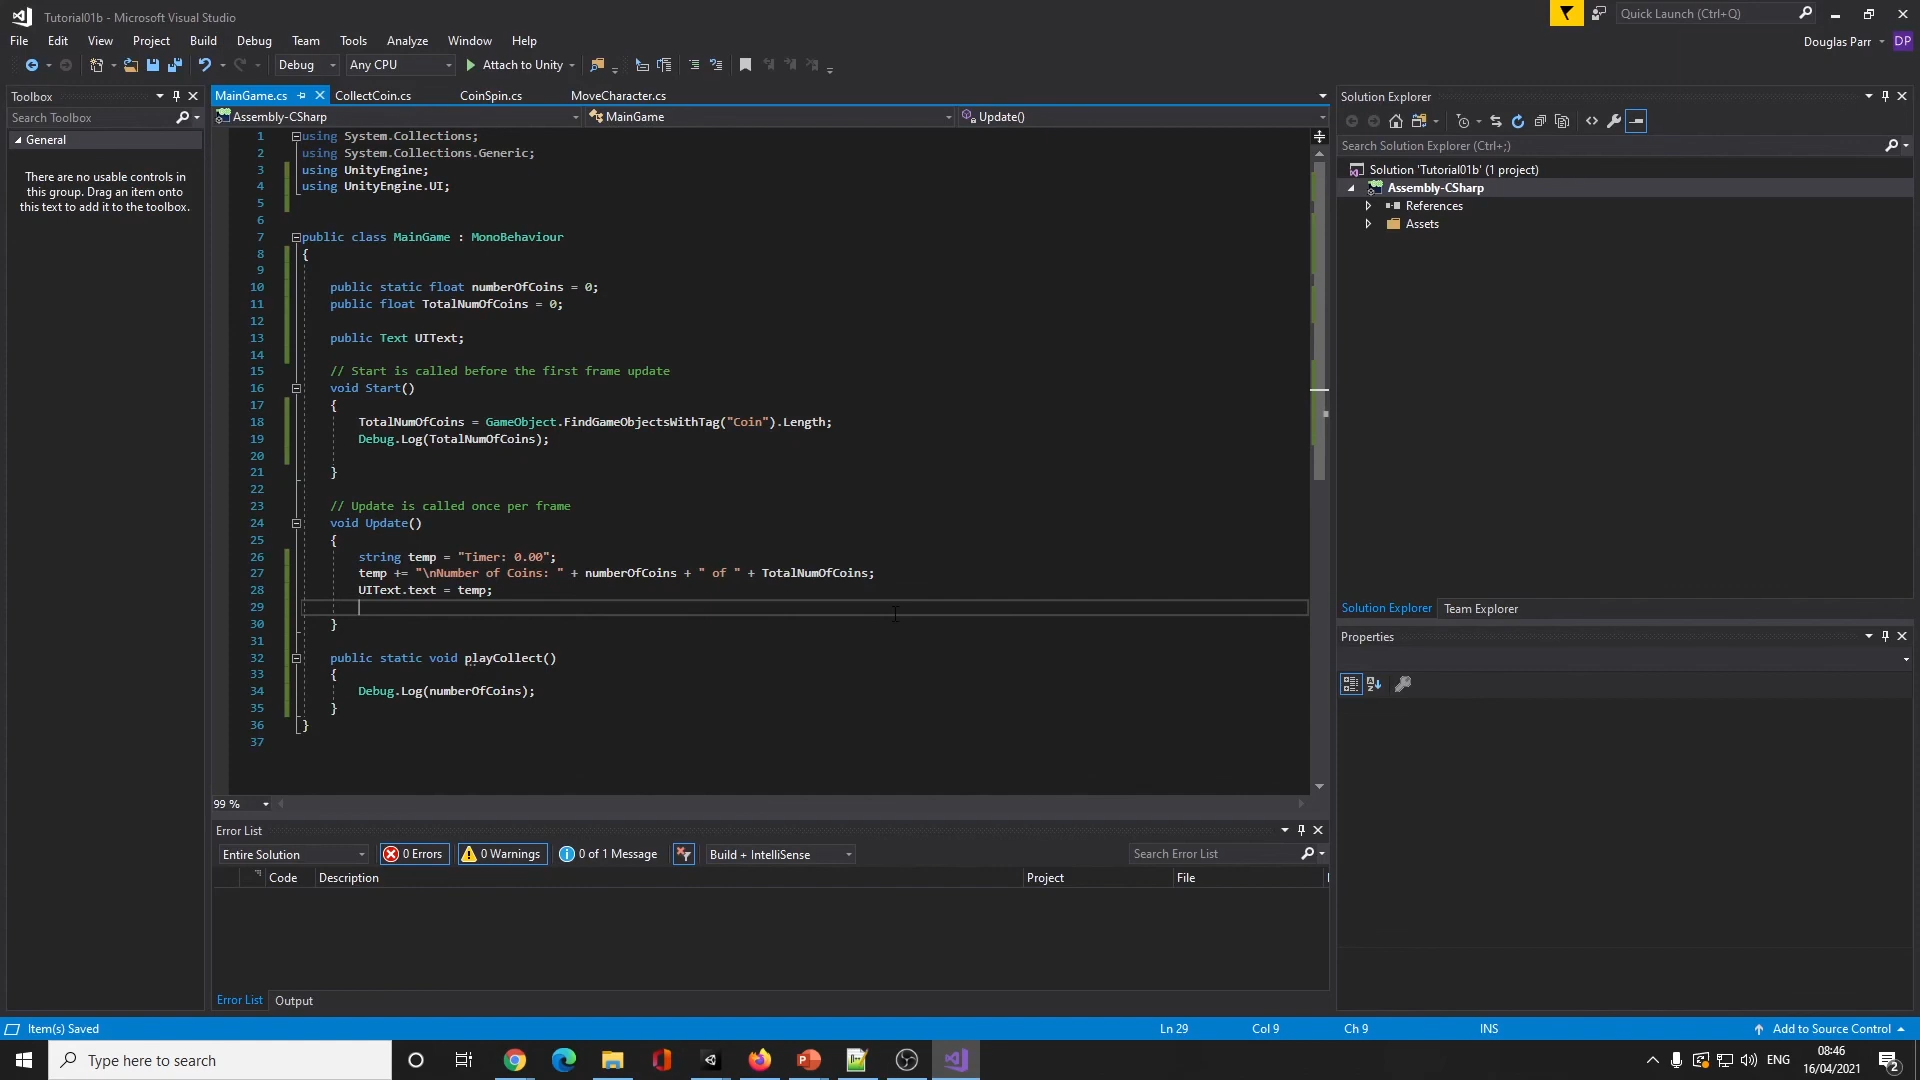 Tutorial01b - Microsoft Visual Studio
Quick Launch (Ctrl+Q)
File Edit View Project Build Debug Team Tools Analyze Window Help
Douglas Parr DP
Debug Any CPU Attach to Unity
Toolbox
Search Toolbox
General
There are no usable controls in
this group. Drag an item onto
this text to add it to the toolbox.
MainGame.cs CollectCoin.cs CoinSpin.cs MoveCharacter.cs
Assembly-CSharp MainGame Update()
1 using System.Collections;
2 using System.Collections.Generic;
3 using UnityEngine;
4 using UnityEngine.UI;
5
6
7 public class MainGame : MonoBehaviour
8 {
9
10 public static float numberOfCoins = 0;
11 public float TotalNumOfCoins = 0;
12
13 public Text UIText;
14
15 // Start is called before the first frame update
16 void Start()
17 {
18 TotalNumOfCoins = GameObject.FindGameObjectsWithTag("Coin").Length;
19 Debug.Log(TotalNumOfCoins);
20
21 }
22
23 // Update is called once per frame
24 void Update()
25 {
26 string temp = "Timer: 0.00";
27 temp += "\nNumber of Coins: " + numberOfCoins + " of " + TotalNumOfCoins;
28 UIText.text = temp;
29
30 }
31
32 public static void playCollect()
33 {
34 Debug.Log(numberOfCoins);
35 }
36 }
37
99 %
Solution Explorer
Search Solution Explorer (Ctrl+;)
Solution 'Tutorial01b' (1 project)
Assembly-CSharp
References
Assets
Solution Explorer Team Explorer
Properties
Error List
Entire Solution 0 Errors 0 Warnings 0 of 1 Message Build + IntelliSense Search Error List
Code Description Project File
Error List Output
Item(s) Saved Ln 29 Col 9 Ch 9 INS Add to Source Control
Type here to search
ENG
08:46
16/04/2021
2